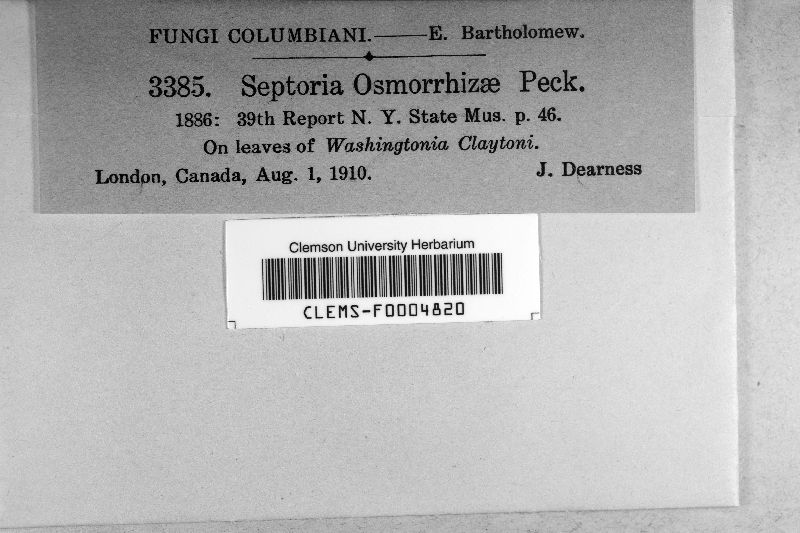 FUNGI COLUMBIANI.——E. Bartholomew.
3385. Septoria Osmorrhizæ Peck.
1886: 39th Report N. Y. State Mus. p. 46.
On leaves of Washingtonia Claytoni.
London, Canada, Aug. 1, 1910. J. Dearness
Clemson University Herbarium
CLEMS-F0004820